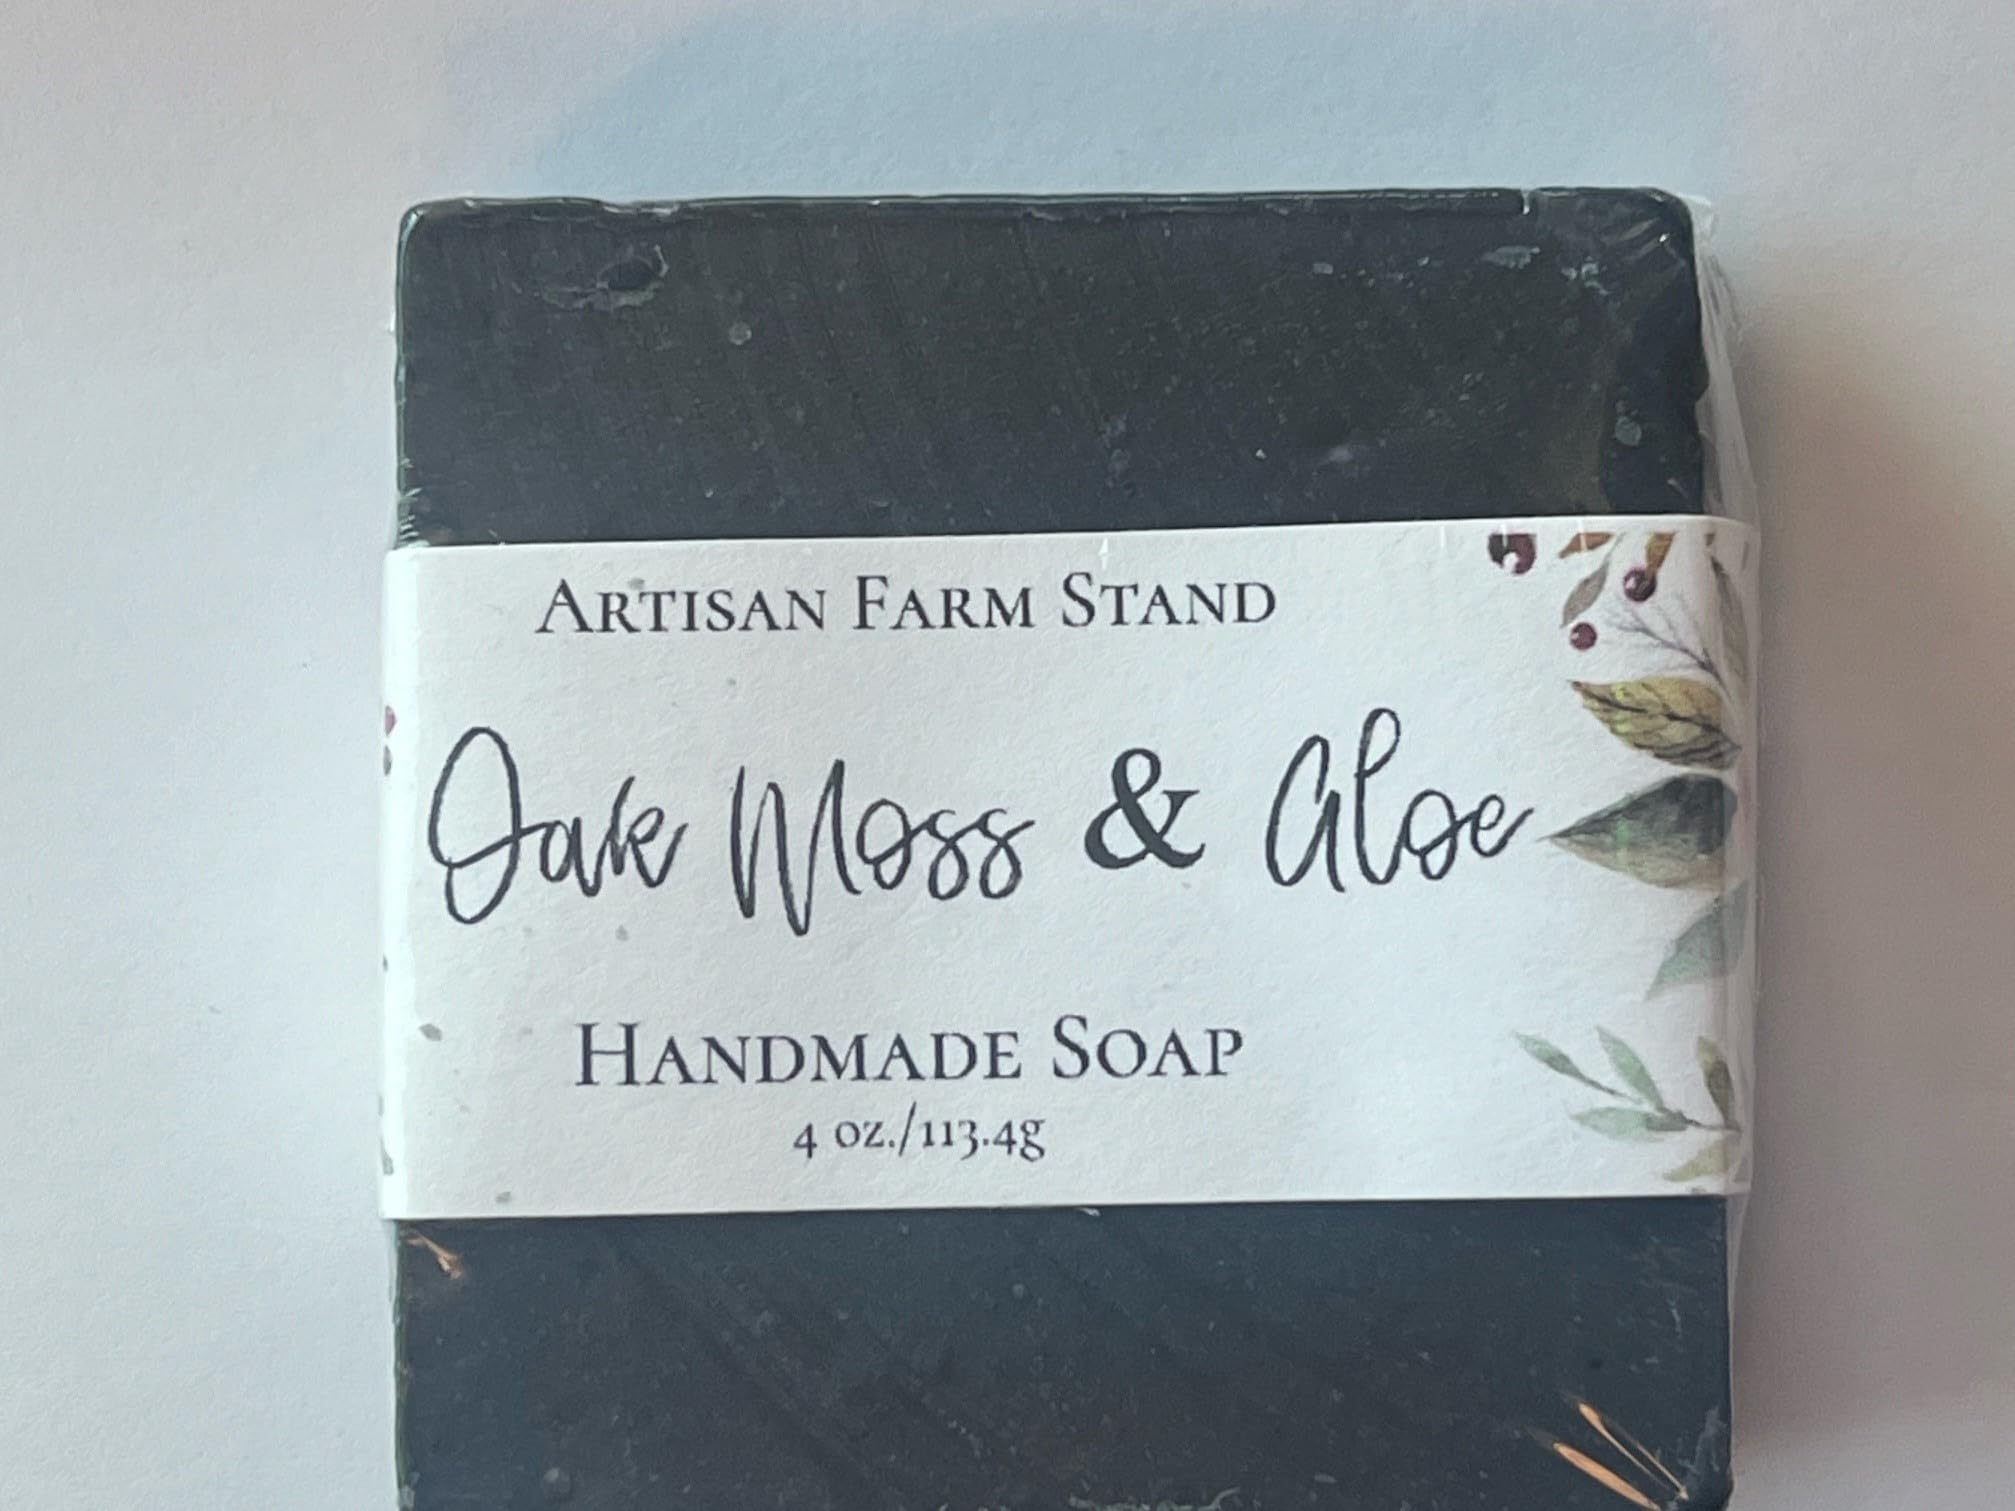 Artisan Farm Stand
Oak Moss & Aloe
Handmade Soap
4 oz./113.4g